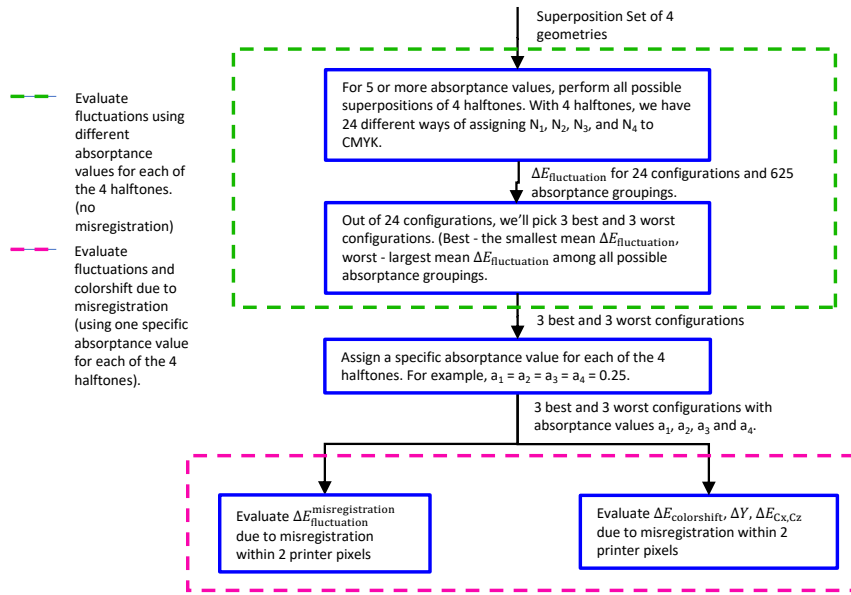 Superposition Set of 4
geometries
Evaluate
fluctuations using
different
absorptance
values for each of
the 4 halftones.
(no
misregistration)
Evaluate
fluctuations and
colorshift due to
misregistration
(using one specific
absorptance value
for each of the 4
halftones).
For 5 or more absorptance values, perform all possible
superpositions of 4 halftones. With 4 halftones, we have
24 different ways of assigning N₁, N₂, N₃, and N₄ to
CMYK.
ΔE_fluctuation for 24 configurations and 625
absorptance groupings.
Out of 24 configurations, we'll pick 3 best and 3 worst
configurations. (Best - the smallest mean ΔE_fluctuation,
worst - largest mean ΔE_fluctuation among all possible
absorptance groupings.
3 best and 3 worst configurations
Assign a specific absorptance value for each of the 4
halftones. For example, a₁ = a₂ = a₃ = a₄ = 0.25.
3 best and 3 worst configurations with
absorptance values a₁, a₂, a₃ and a₄.
Evaluate ΔE_fluctuation^misregistration
due to misregistration
within 2 printer pixels
Evaluate ΔE_colorshift, ΔY, ΔE_Cx,Cz
due to misregistration within 2
printer pixels